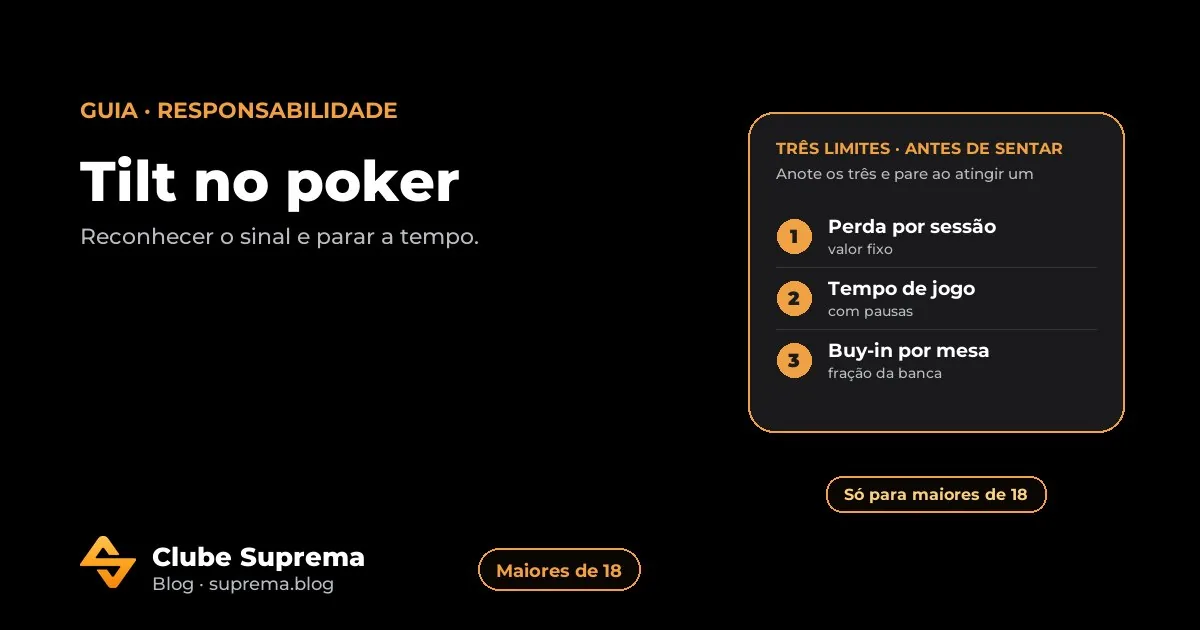 GUIA · RESPONSABILIDADE
Tilt no poker
Reconhecer o sinal e parar a tempo.
TRÊS LIMITES · ANTES DE SENTAR
Anote os três e pare ao atingir um
1
Perda por sessão
valor fixo
2
Tempo de jogo
com pausas
3
Buy-in por mesa
fração da banca
Só para maiores de 18
Clube Suprema
Blog · suprema.blog
Maiores de 18